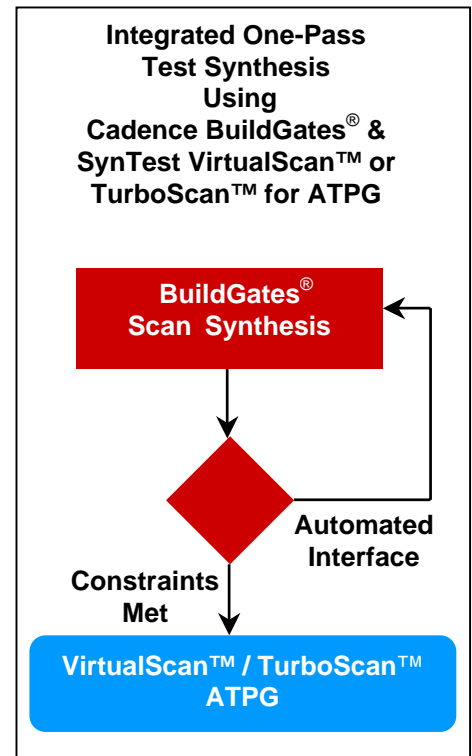 Integrated One-Pass
Test Synthesis
Using
Cadence BuildGates® &
SynTest VirtualScan™ or
TurboScan™ for ATPG
BuildGates®
Scan Synthesis
Automated
Interface
Constraints
Met
VirtualScan™ / TurboScan™
ATPG